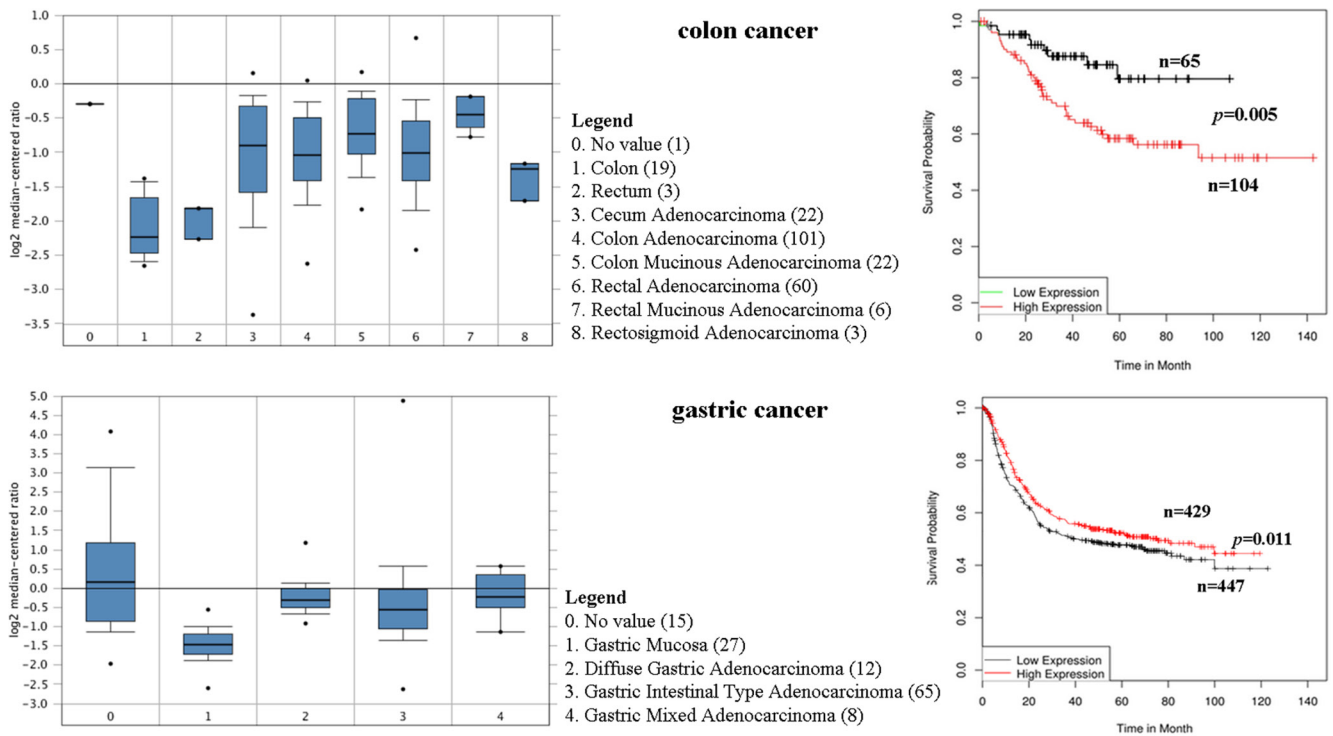 colon cancer
log2 median-centered ratio
1.0
0.5
0.0
-0.5
-1.0
-1.5
-2.0
-2.5
-3.0
-3.5
0 1 2 3 4 5 6 7 8
Legend
0. No value (1)
1. Colon (19)
2. Rectum (3)
3. Cecum Adenocarcinoma (22)
4. Colon Adenocarcinoma (101)
5. Colon Mucinous Adenocarcinoma (22)
6. Rectal Adenocarcinoma (60)
7. Rectal Mucinous Adenocarcinoma (6)
8. Rectosigmoid Adenocarcinoma (3)
Survival Probability
1.0
0.8
0.6
0.4
0.2
0.0
n=65
p=0.005
n=104
Low Expression
High Expression
0 20 40 60 80 100 120 140
Time in Month
gastric cancer
log2 median-centered ratio
5.0
4.5
4.0
3.5
3.0
2.5
2.0
1.5
1.0
0.5
0.0
-0.5
-1.0
-1.5
-2.0
-2.5
-3.0
0 1 2 3 4
Legend
0. No value (15)
1. Gastric Mucosa (27)
2. Diffuse Gastric Adenocarcinoma (12)
3. Gastric Intestinal Type Adenocarcinoma (65)
4. Gastric Mixed Adenocarcinoma (8)
Survival Probability
1.0
0.8
0.6
0.4
0.2
0.0
n=429
p=0.011
n=447
Low Expression
High Expression
0 20 40 60 80 100 120 140
Time in Month